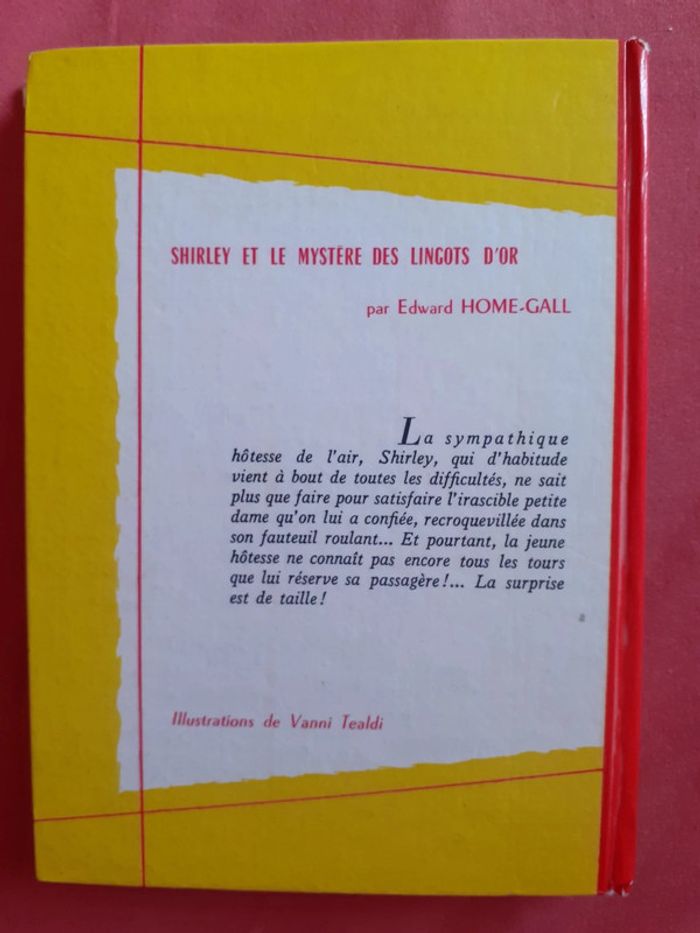 SHIRLEY ET LE MYSTÈRE DES LINGOTS D'OR
par Edward HOME-GALL
La sympathique
hôtesse de l'air, Shirley, qui d'habitude
vient à bout de toutes les difficultés, ne sait
plus que faire pour satisfaire l'irascible petite
dame qu'on lui a confiée, recroquevillée dans
son fauteuil roulant... Et pourtant, la jeune
hôtesse ne connaît pas encore tous les tours
que lui réserve sa passagère!... La surprise
est de taille!
Illustrations de Vanni Tealdi